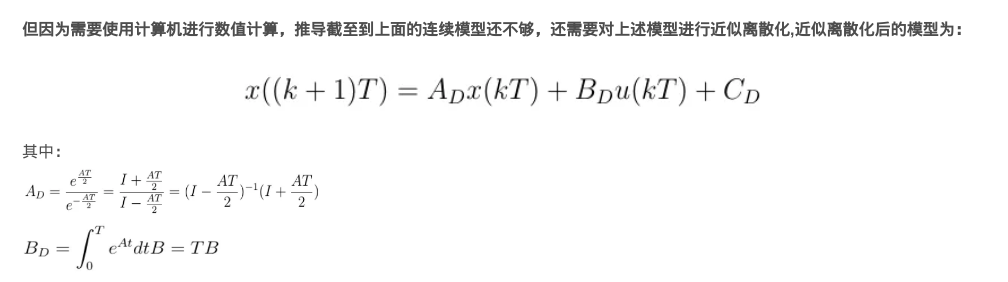 但因为需要使用计算机进行数值计算，推导截至到上面的连续模型还不够，还需要对上述模型进行近似离散化,近似离散化后的模型为：
x((k + 1)T) = A_D x(kT) + B_D u(kT) + C_D
其中：
A_D = \frac{e^{\frac{AT}{2}}}{e^{-\frac{AT}{2}}} = \frac{I + \frac{AT}{2}}{I - \frac{AT}{2}} = (I - \frac{AT}{2})^{-1}(I + \frac{AT}{2})
B_D = \int_0^T e^{At}dtB = TB